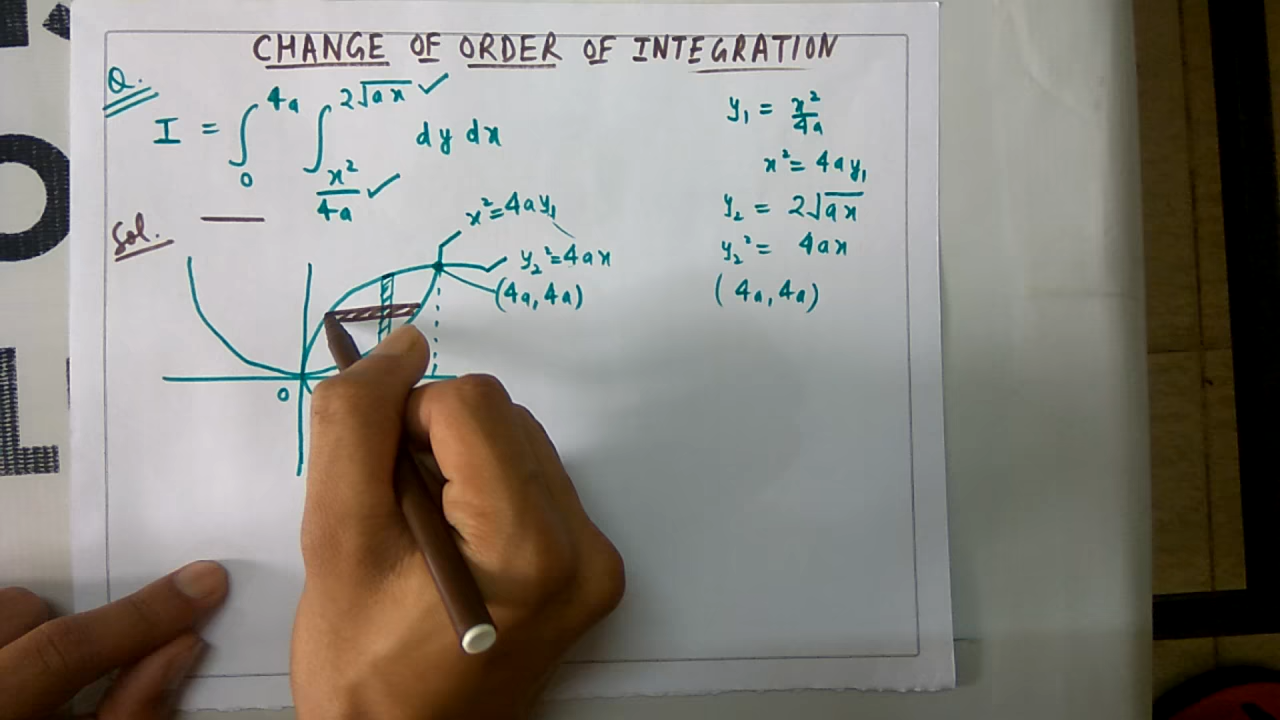 CHANGE OF ORDER OF INTEGRATION
Q.
I = ∫₀^4a ∫_(x²/4a)^(2√ax) dy dx
y₁ = x²/4a
x² = 4ay₁
y₂ = 2√ax
y₂² = 4ax
(4a, 4a)
Sol.
x² = 4ay₁
y₂² = 4ax
(4a, 4a)
0